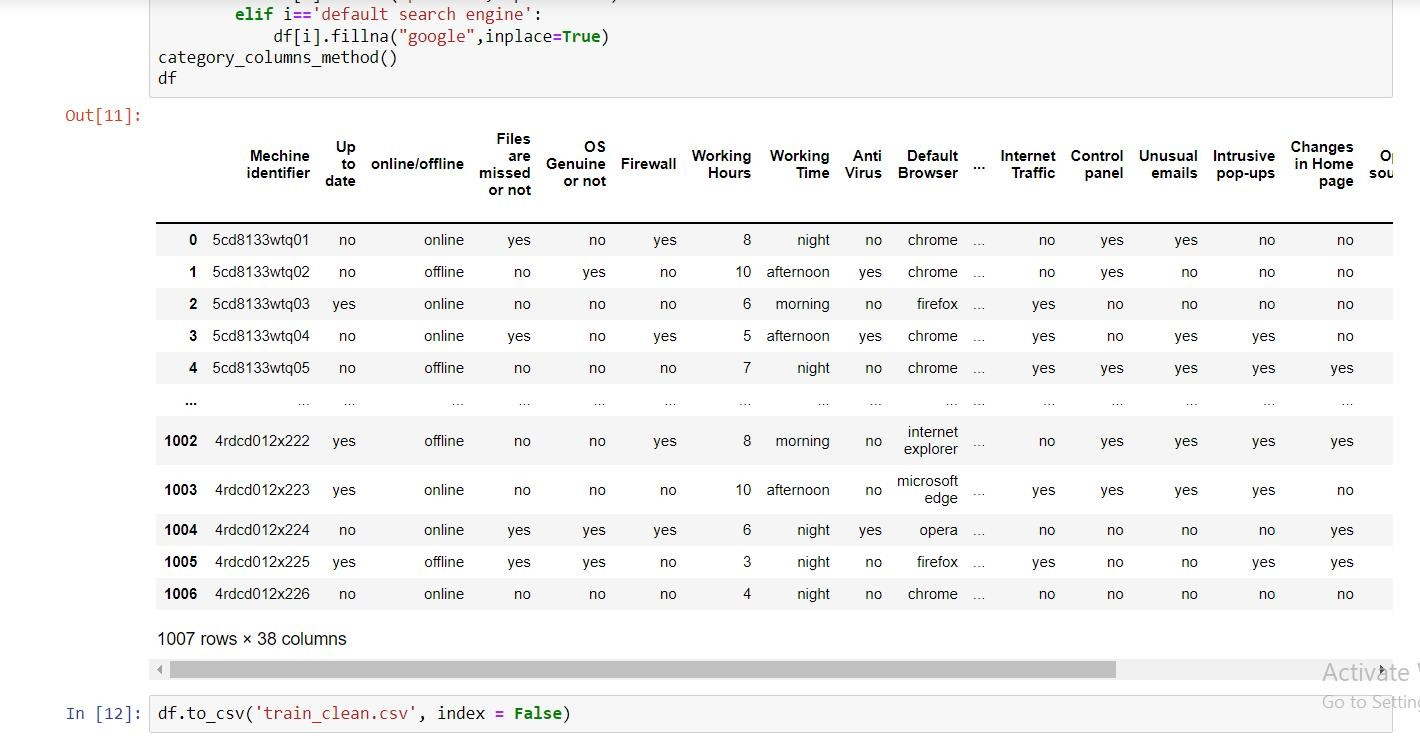 elif i=='default search engine':
df[i].fillna("google",inplace=True)
category_columns_method()
df
Out[11]:
Mechine identifier Up to date online/offline Files are missed or not OS Genuine or not Firewall Working Hours Working Time Anti Virus Default Browser ... Internet Traffic Control panel Unusual emails Intrusive pop-ups Changes in Home page
0 5cd8133wtq01 no online yes no yes 8 night no chrome ... no yes yes no no
1 5cd8133wtq02 no offline no yes no 10 afternoon yes chrome ... no yes no no no
2 5cd8133wtq03 yes online no no no 6 morning no firefox ... yes no no no no
3 5cd8133wtq04 no online yes no yes 5 afternoon yes chrome ... yes no yes yes no
4 5cd8133wtq05 no offline no no no 7 night no chrome ... yes yes yes yes yes
... ... ... ... ... ... ... ... ... ... ... ... ... ... ... ... ...
1002 4rdcd012x222 yes offline no no yes 8 morning no internet explorer ... no yes yes yes yes
1003 4rdcd012x223 yes online no no no 10 afternoon no microsoft edge ... yes yes yes yes no
1004 4rdcd012x224 no online yes yes yes 6 night yes opera ... no no no no yes
1005 4rdcd012x225 yes offline yes yes no 3 night no firefox ... yes no no yes yes
1006 4rdcd012x226 no online no no no 4 night no chrome ... no no no no no
1007 rows × 38 columns
Activate
In [12]: df.to_csv('train_clean.csv', index = False)
Go to